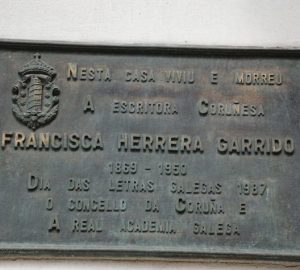 NESTA CASA VIVIU E MORREU
A ESCRITORA CORUÑESA
FRANCISCA HERRERA GARRIDO
1869 - 1950
DIA DAS LETRAS GALEGAS 1987
O CONCELLO DA CORUÑA E
A REAL ACADEMIA GALEGA